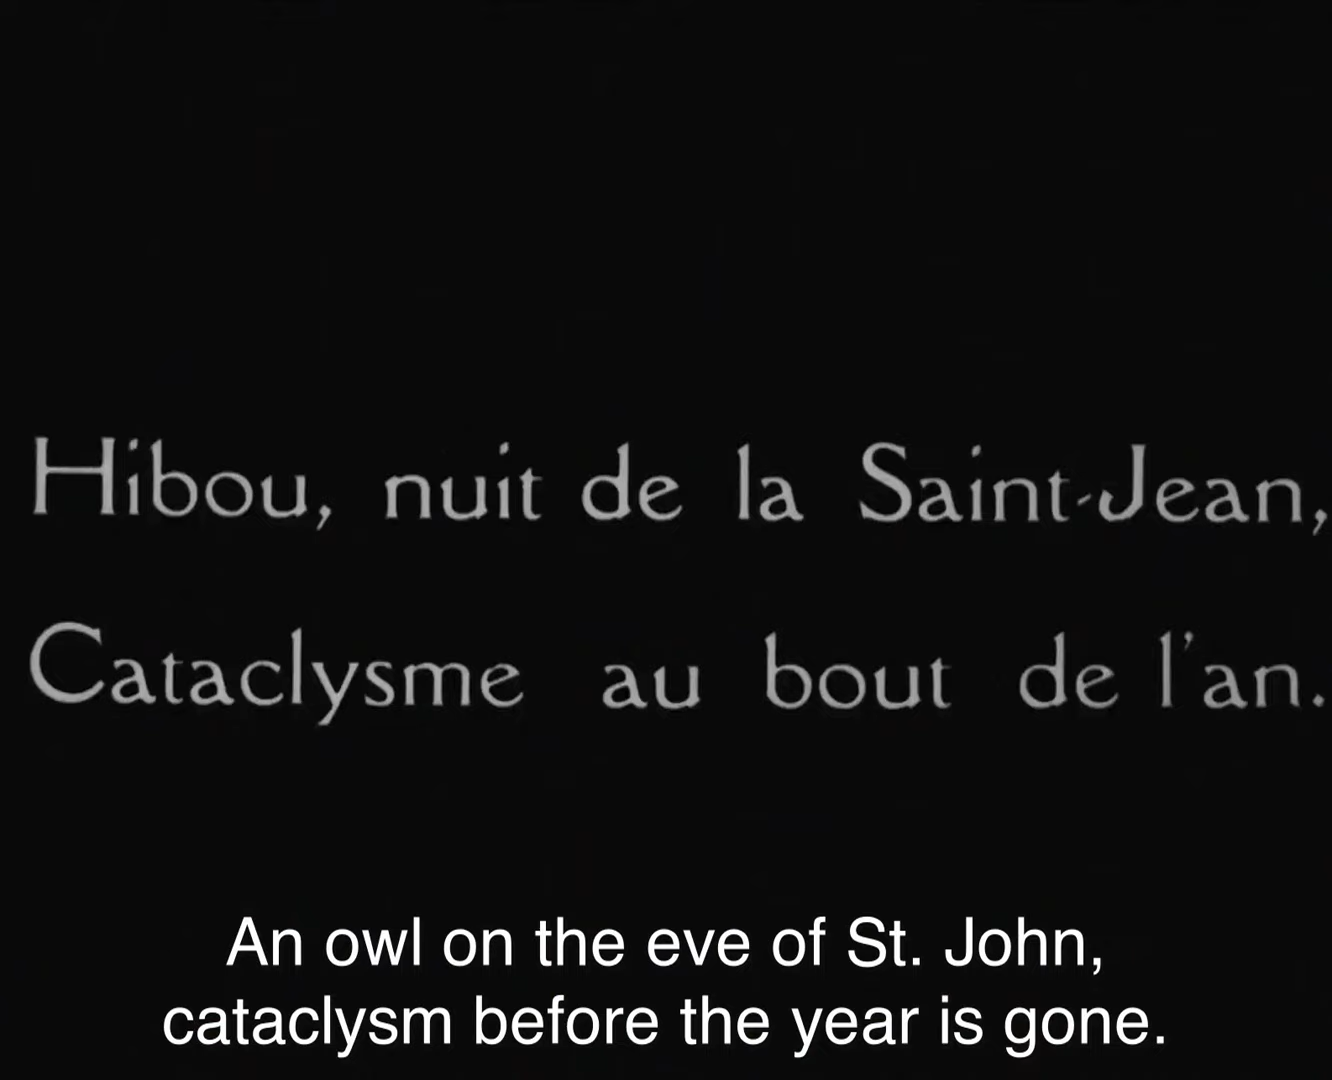 Hibou, nuit de la Saint-Jean,
Cataclysme au bout de l'an.
An owl on the eve of St. John,
cataclysm before the year is gone.